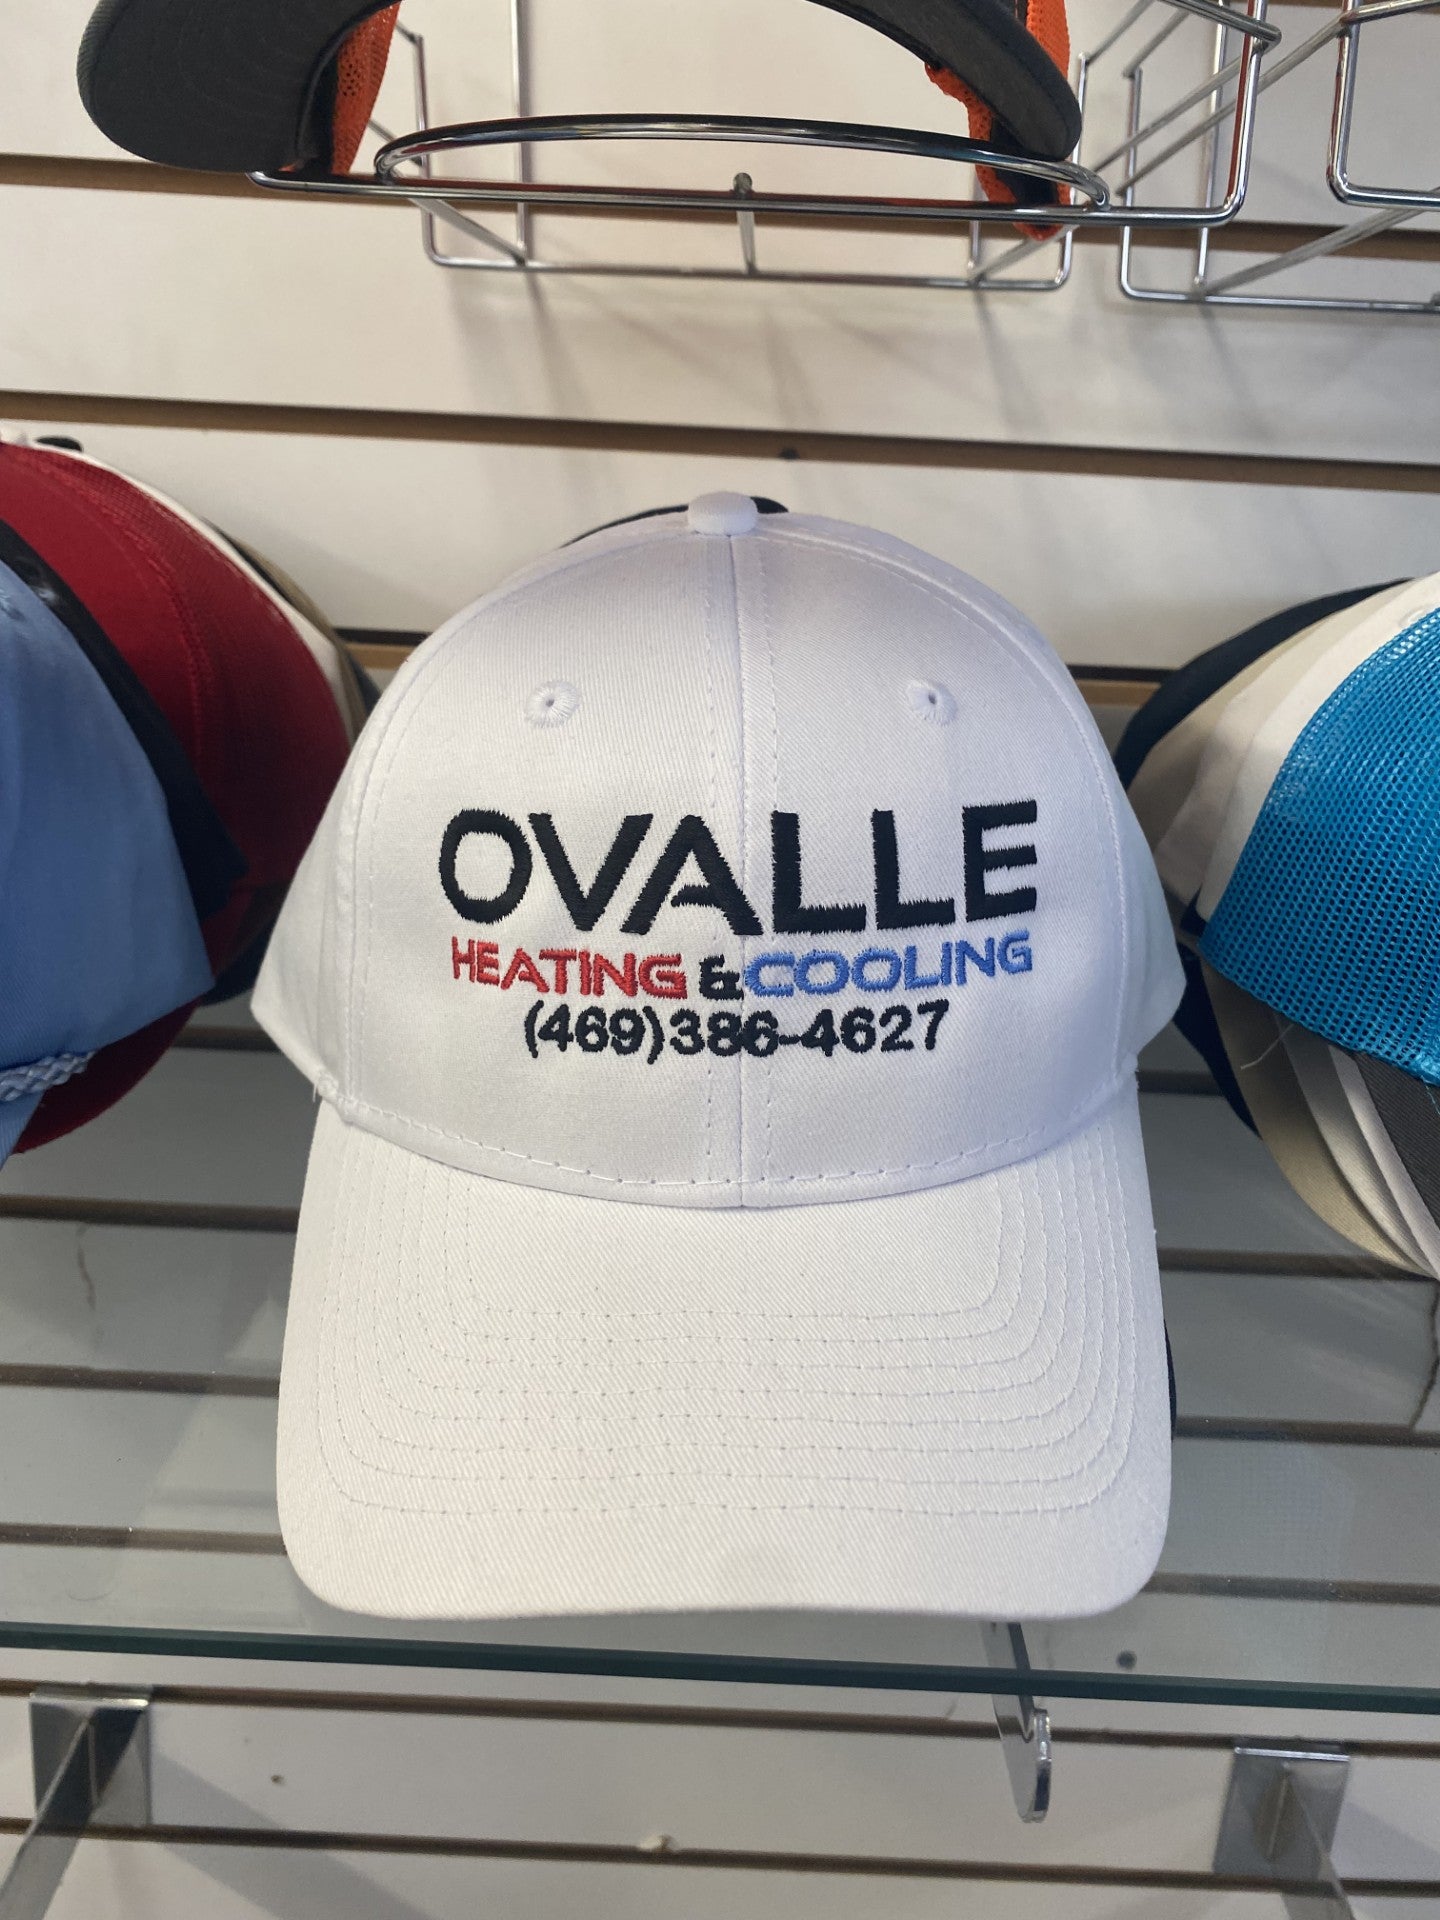 OVALLE
HEATING & COOLING
(469)386-4627